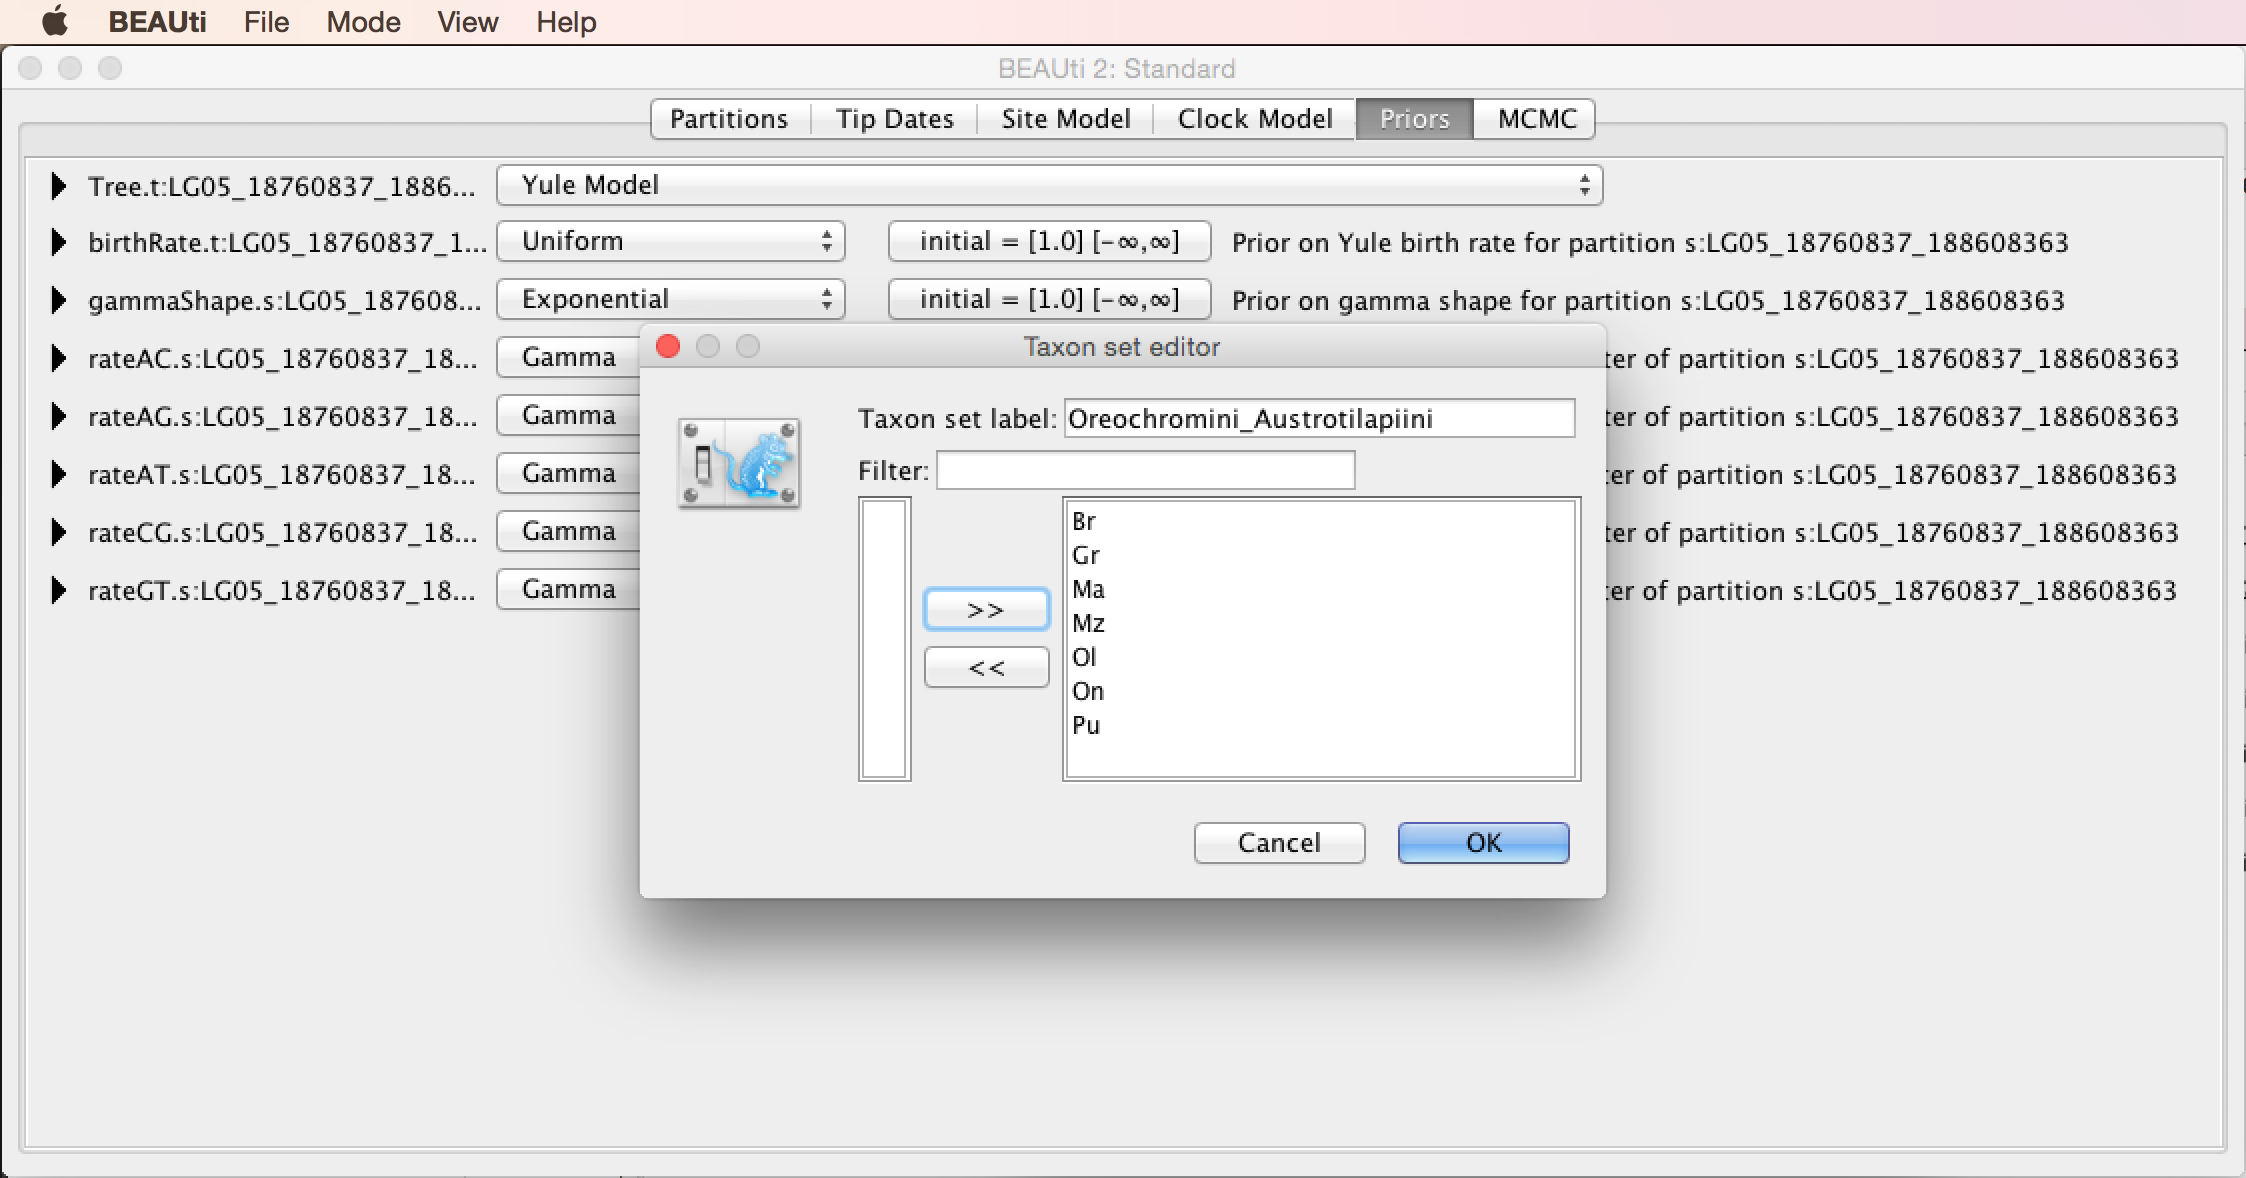 BEAUti File Mode View Help
BEAUti 2: Standard
Partitions Tip Dates Site Model Clock Model Priors MCMC
Tree.t:LG05_18760837_1886... Yule Model
birthRate.t:LG05_18760837_1... Uniform initial = [1.0] [-∞,∞] Prior on Yule birth rate for partition s:LG05_18760837_188608363
gammaShape.s:LG05_187608... Exponential initial = [1.0] [-∞,∞] Prior on gamma shape for partition s:LG05_18760837_188608363
rateAC.s:LG05_18760837_18... Gamma ter of partition s:LG05_18760837_188608363
rateAG.s:LG05_18760837_18... Gamma ter of partition s:LG05_18760837_188608363
rateAT.s:LG05_18760837_18... Gamma ter of partition s:LG05_18760837_188608363
rateCG.s:LG05_18760837_18... Gamma ter of partition s:LG05_18760837_188608363
rateGT.s:LG05_18760837_18... Gamma ter of partition s:LG05_18760837_188608363
Taxon set editor
Taxon set label: Oreochromini_Austrotilapiini
Filter:
Br
Gr
Ma
Mz
Ol
On
Pu
>>
<<
Cancel OK